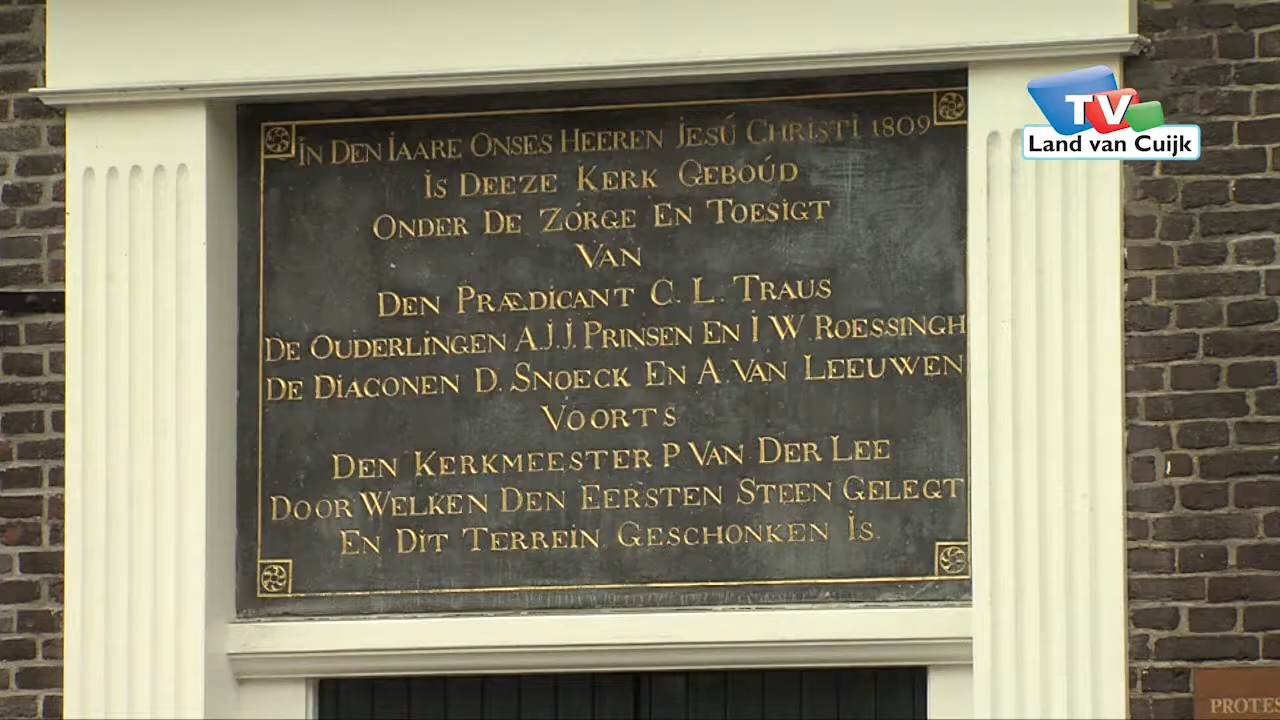 IN DEN IAARE ONSES HEEREN JESÚ CHRISTI 1809
IS DEEZE KERK GEBOÚD
ONDER DE ZORGE EN TOESIGT
VAN
DEN PRÆDICANT C. L. TRAUS
DE OUDERLINGEN A.J.J. PRINSEN EN I W. ROESSINGH
DE DIACONEN D. SNOECK EN A. VAN LEEUWEN
VOORTS
DEN KERKMEESTER P VAN DER LEE
DOOR WELKEN DEN EERSTEN STEEN GELEGT
EN DIT TERREIN GESCHONKEN IS.
TV
Land van Cuijk
PROTES